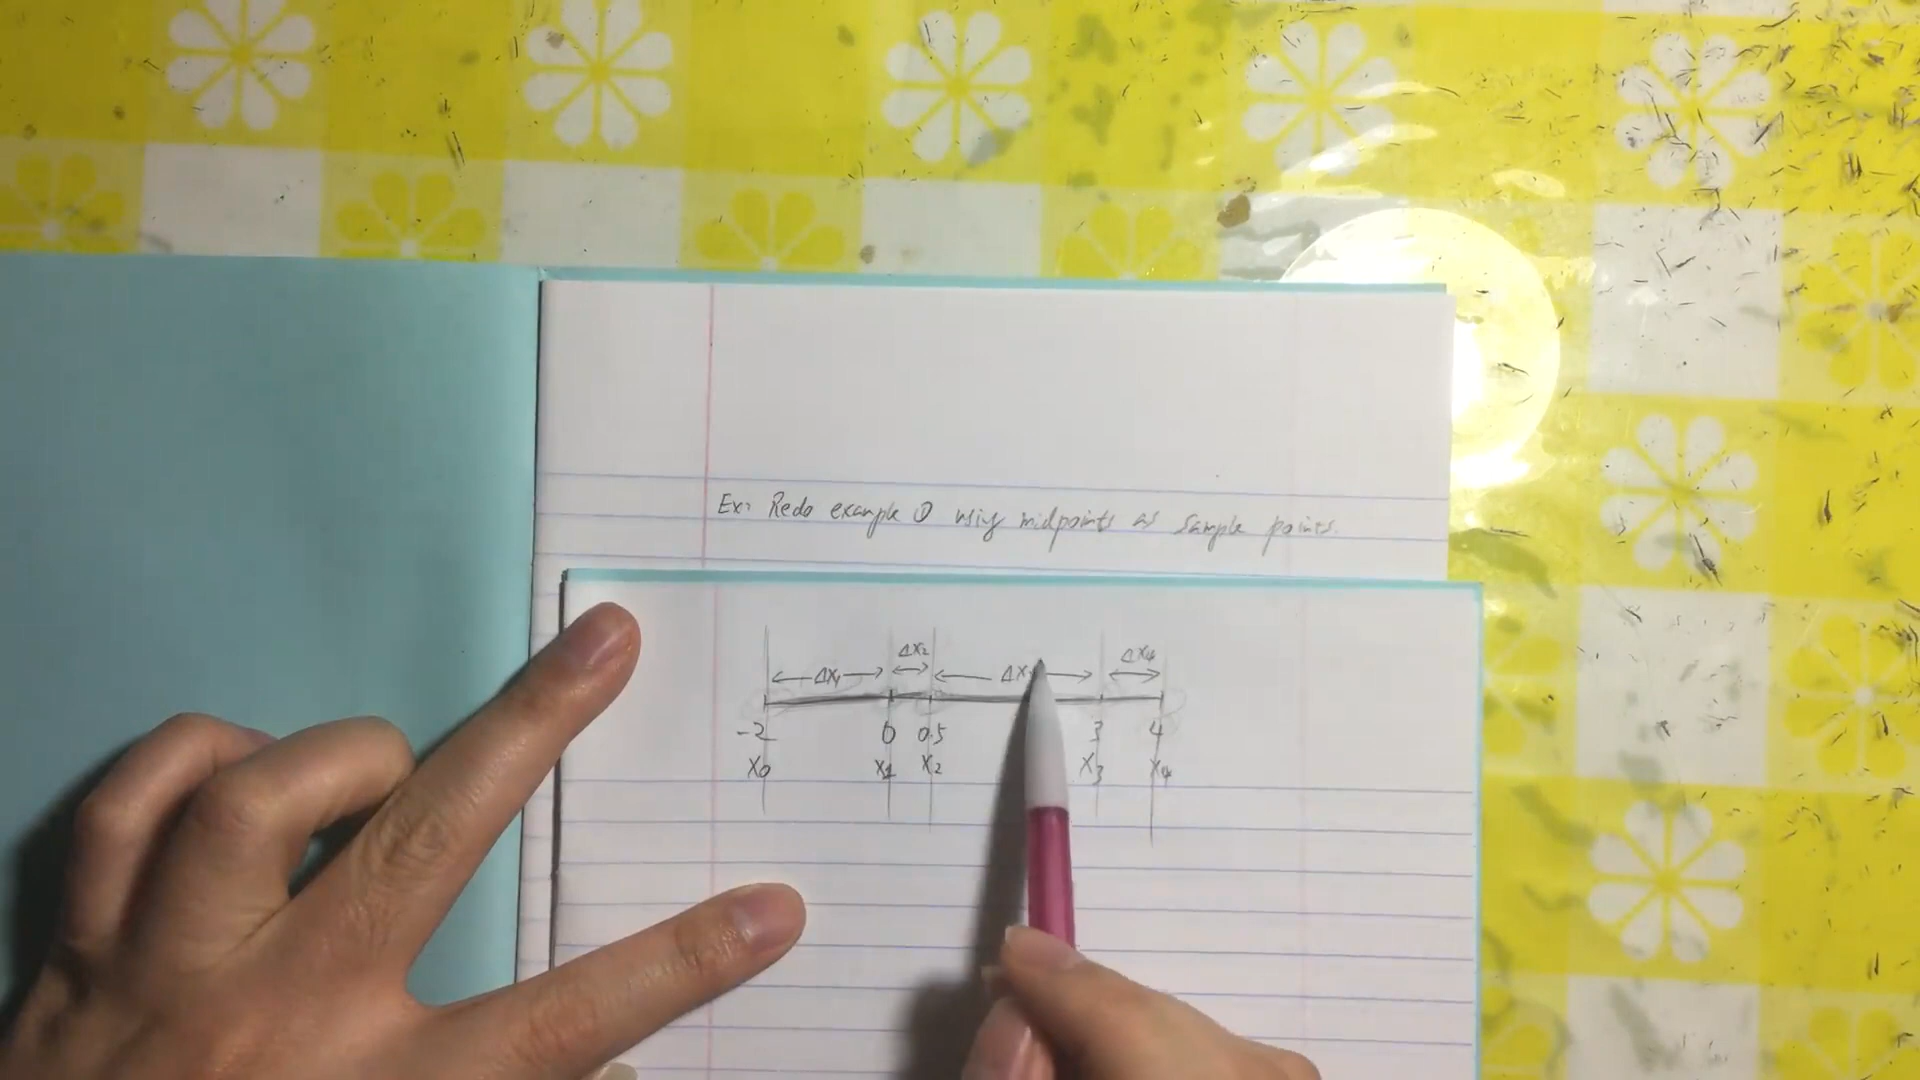 Ex: Redo example ① using midpoints as sample points.
Δx₂ Δx₄
Δx₁ Δx₃
-2 0 0.5 3 4
x₀ x₁ x₂ x₃ x₄